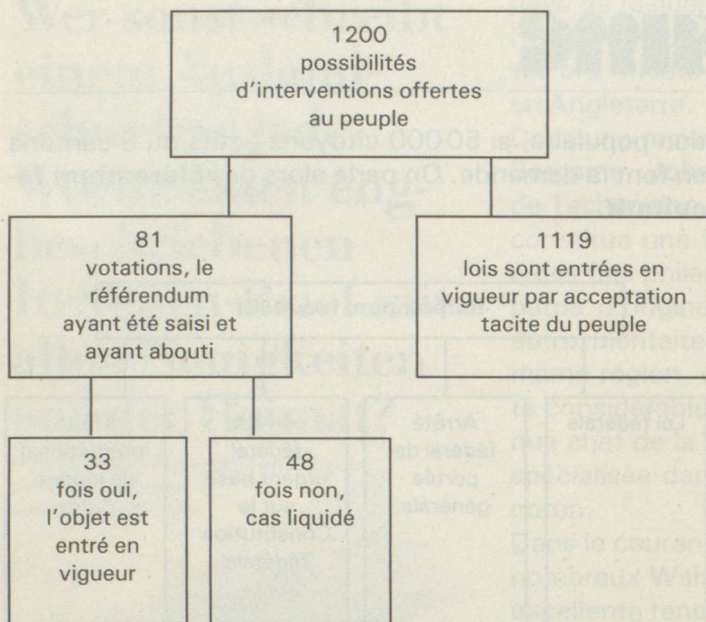 1200
possibilités
d'interventions offertes
au peuple
81
votations, le
référendum
ayant été saisi et
ayant abouti
1119
lois sont entrées en
vigueur par acceptation
tacite du peuple
33
fois oui,
l'objet est
entré en
vigueur
48
fois non,
cas liquidé